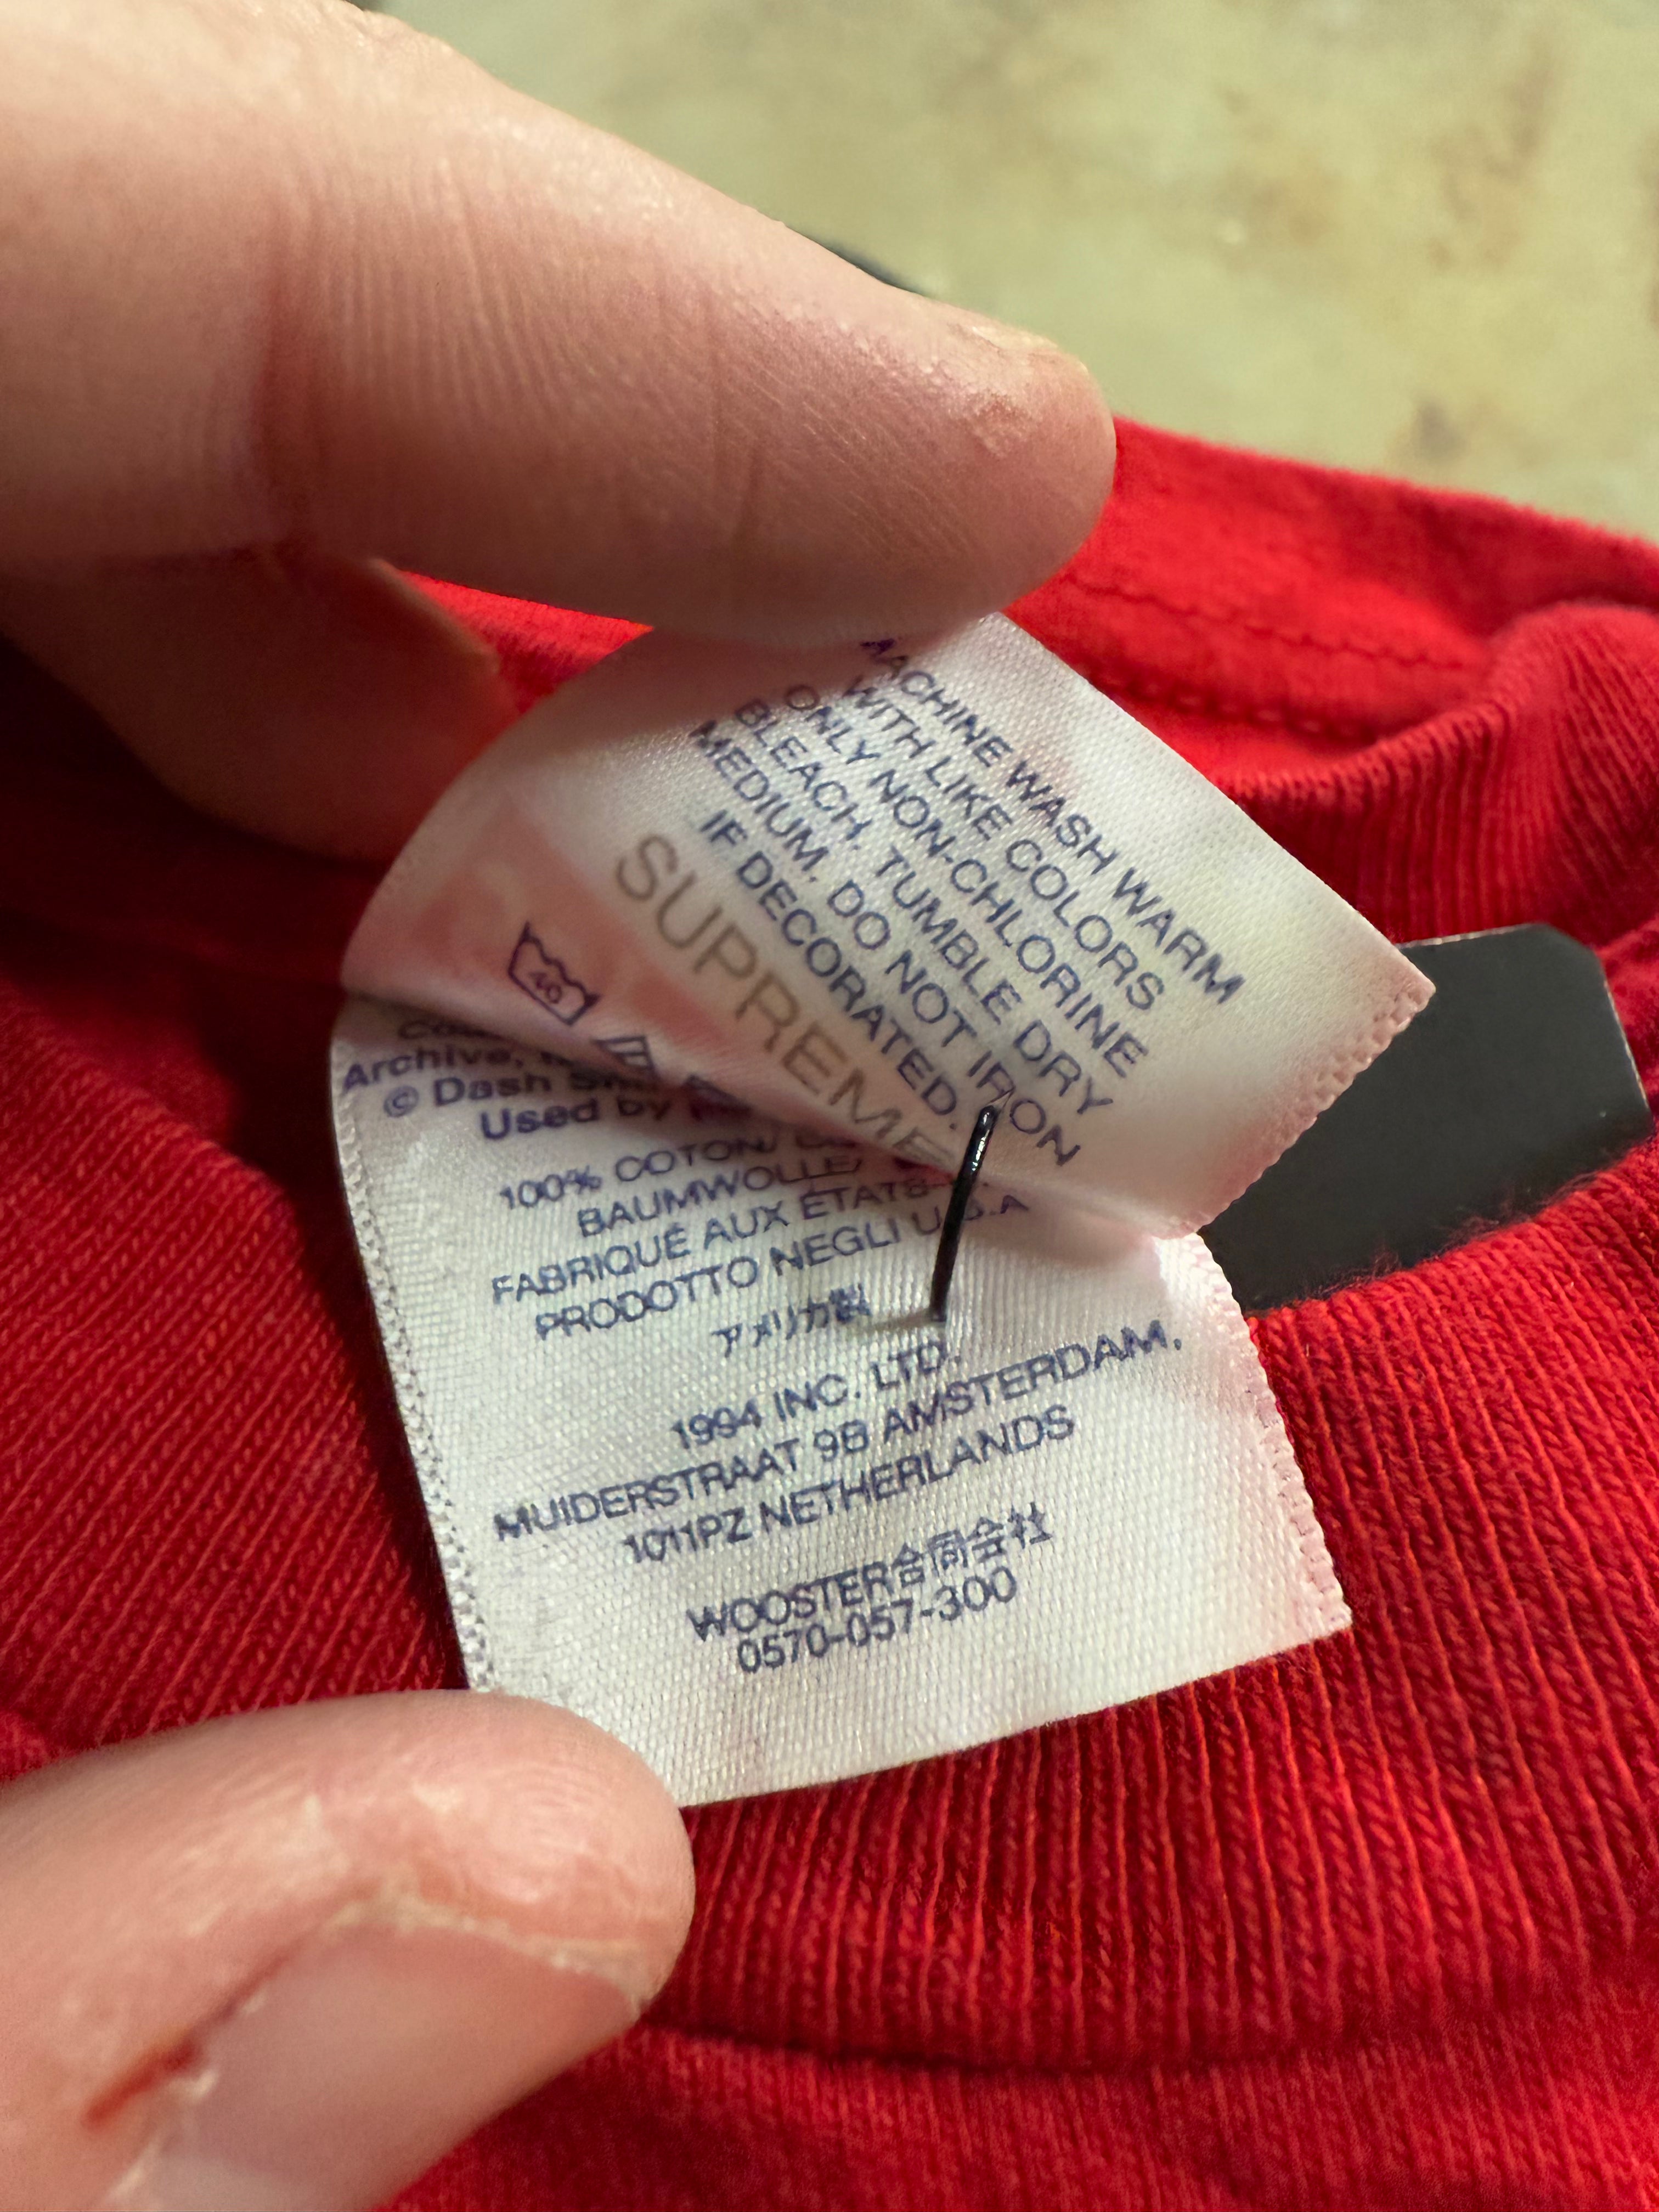 MACHINE WASH WARM
WITH LIKE COLORS
ONLY NON-CHLORINE
BLEACH. TUMBLE DRY
MEDIUM. DO NOT IRON
IF DECORATED.
SUPREME
40
Archive,
© Dash
Used by
100% COTON/
BAUMWOLLE/
FABRIQUÉ AUX ÉTATS-
PRODOTTO NEGLI U.S.A
アメリカ製
1994 INC. LTD.
MUIDERSTRAAT 9B AMSTERDAM,
1011PZ NETHERLANDS
WOOSTER合同会社
0570-057-300